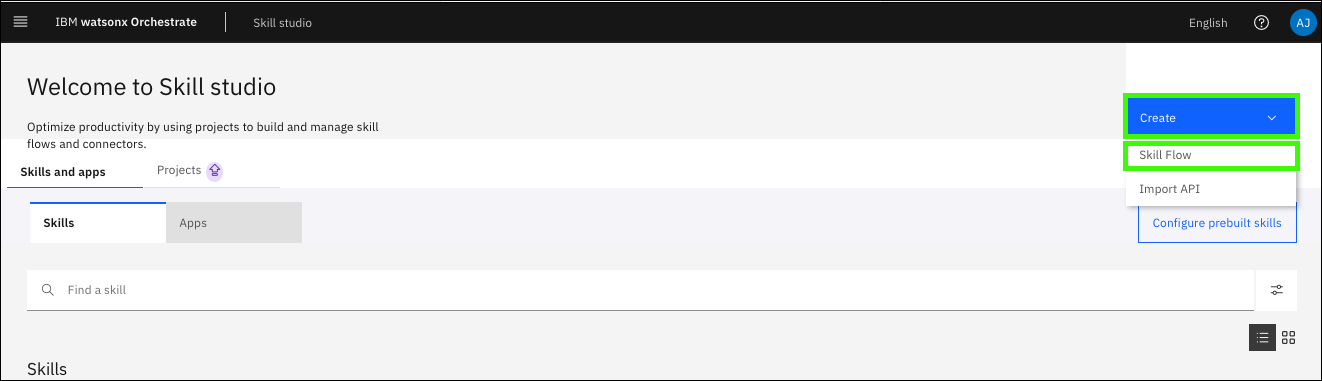 IBM watsonx Orchestrate
Skill studio
English
AJ
Welcome to Skill studio
Optimize productivity by using projects to build and manage skill
flows and connectors.
Create
Skill Flow
Import API
Skills and apps
Projects
Skills
Apps
Configure prebuilt skills
Find a skill
Skills